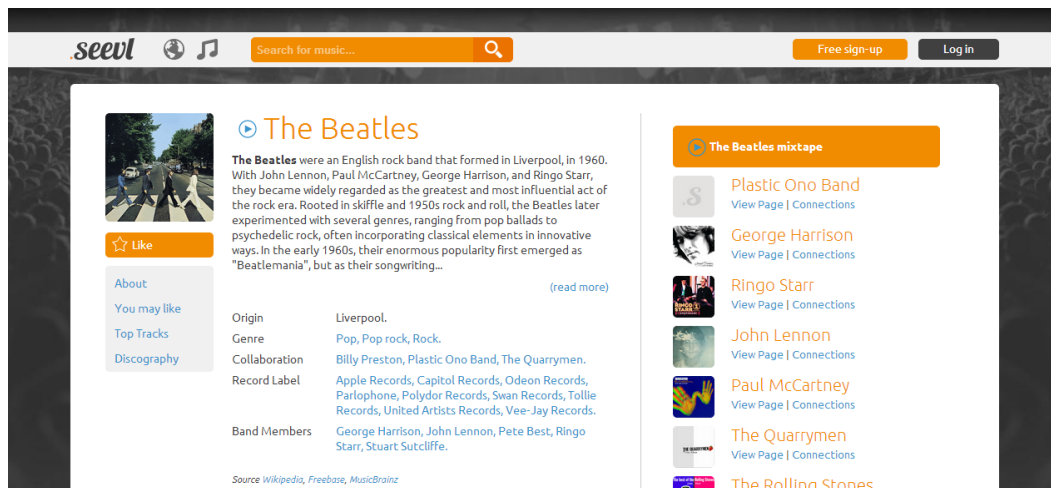 .seevl
Search for music...
Free sign-up
Log in
The Beatles
The Beatles were an English rock band that formed in Liverpool, in 1960.
With John Lennon, Paul McCartney, George Harrison, and Ringo Starr,
they became widely regarded as the greatest and most influential act of
the rock era. Rooted in skiffle and 1950s rock and roll, the Beatles later
experimented with several genres, ranging from pop ballads to
psychedelic rock, often incorporating classical elements in innovative
ways. In the early 1960s, their enormous popularity first emerged as
"Beatlemania", but as their songwriting...
(read more)
Like
About
You may like
Top Tracks
Discography
Origin Liverpool.
Genre Pop, Pop rock, Rock.
Collaboration Billy Preston, Plastic Ono Band, The Quarrymen.
Record Label Apple Records, Capitol Records, Odeon Records,
Parlophone, Polydor Records, Swan Records, Tollie
Records, United Artists Records, Vee-Jay Records.
Band Members George Harrison, John Lennon, Pete Best, Ringo
Starr, Stuart Sutcliffe.
Source Wikipedia, Freebase, MusicBrainz
The Beatles mixtape
.s
Plastic Ono Band
View Page | Connections
George Harrison
View Page | Connections
RINGO
STARR
Ringo Starr
View Page | Connections
John Lennon
View Page | Connections
Paul McCartney
View Page | Connections
THE QUARRYMEN
The Quarrymen
View Page | Connections
The Rolling Stones